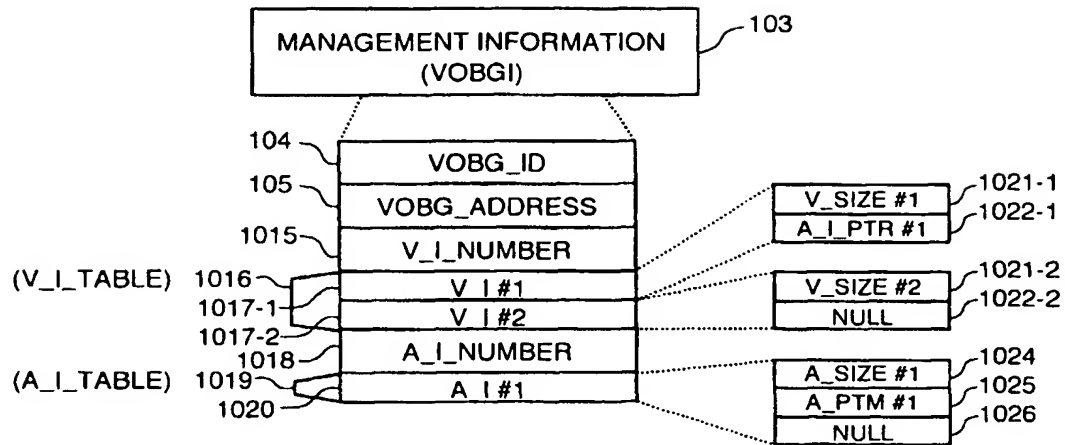 MANAGEMENT INFORMATION
(VOBGI)
103
104
VOBG_ID
105
VOBG_ADDRESS
1015
V_I_NUMBER
(V_I_TABLE)
1016
1017-1
V_I #1
1017-2
V_I #2
1018
A_I_NUMBER
(A_I_TABLE)
1019
1020
A_I #1
V_SIZE #1
1021-1
A_I_PTR #1
1022-1
V_SIZE #2
1021-2
NULL
1022-2
A_SIZE #1
1024
A_PTM #1
1025
NULL
1026